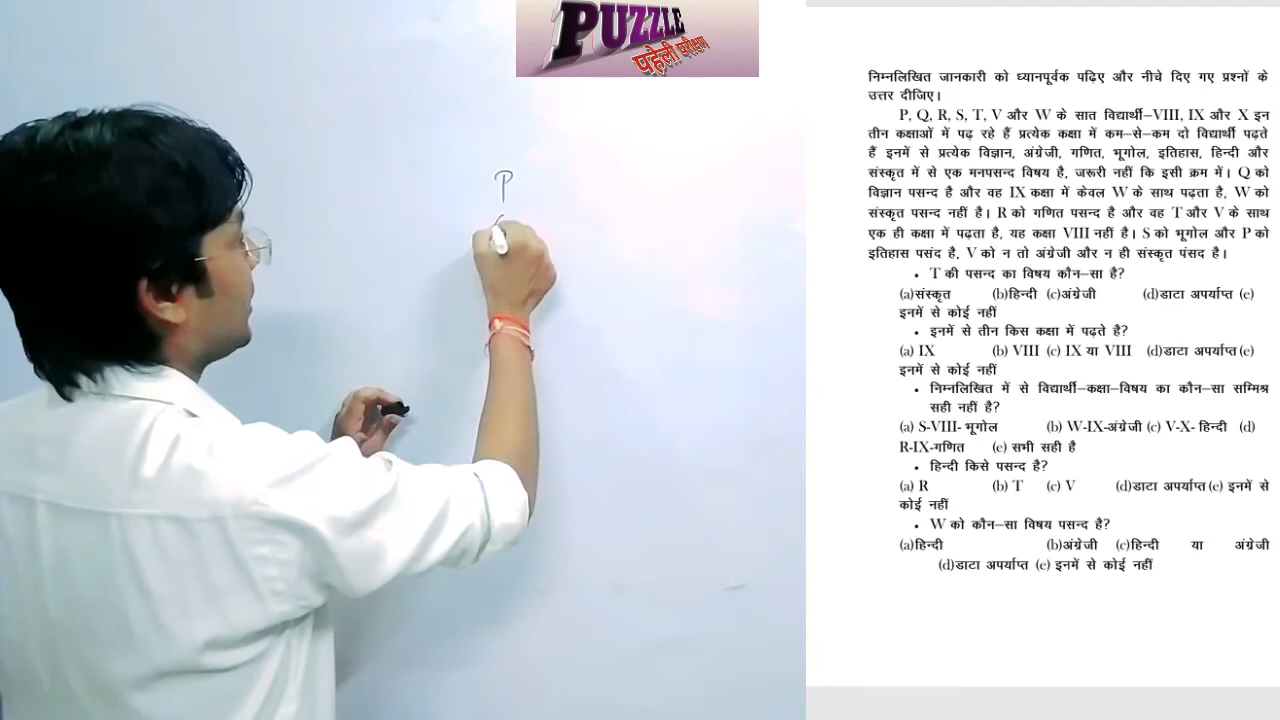 PUZZLE
पहेली परीक्षण
P
निम्नलिखित जानकारी को ध्यानपूर्वक पढ़िए और नीचे दिए गए प्रश्नों के
उत्तर दीजिए।
P, Q, R, S, T, V और W के सात विद्यार्थी–VIII, IX और X इन
तीन कक्षाओं में पढ़ रहे हैं प्रत्येक कक्षा में कम–से–कम दो विद्यार्थी पढ़ते
हैं इनमें से प्रत्येक विज्ञान, अंग्रेजी, गणित, भूगोल, इतिहास, हिन्दी और
संस्कृत में से एक मनपसन्द विषय है, जरूरी नहीं कि इसी क्रम में। Q को
विज्ञान पसन्द है और वह IX कक्षा में केवल W के साथ पढ़ता है, W को
संस्कृत पसन्द नहीं है। R को गणित पसन्द है और वह T और V के साथ
एक ही कक्षा में पढ़ता है, यह कक्षा VIII नहीं है। S को भूगोल और P को
इतिहास पसंद है, V को न तो अंग्रेजी और न ही संस्कृत पंसद है।
• T की पसन्द का विषय कौन–सा है?
(a)संस्कृत (b)हिन्दी (c)अंग्रेजी (d)डाटा अपर्याप्त (e)
इनमें से कोई नहीं
• इनमें से तीन किस कक्षा में पढ़ते है?
(a) IX (b) VIII (c) IX या VIII (d)डाटा अपर्याप्त(e)
इनमें से कोई नहीं
• निम्नलिखित में से विद्यार्थी–कक्षा–विषय का कौन–सा सम्मिश्र
सही नहीं है?
(a) S-VIII- भूगोल (b) W-IX-अंग्रेजी (c) V-X- हिन्दी (d)
R-IX-गणित (e) सभी सही है
• हिन्दी किसे पसन्द है?
(a) R (b) T (c) V (d)डाटा अपर्याप्त(e) इनमें से
कोई नहीं
• W को कौन–सा विषय पसन्द है?
(a)हिन्दी (b)अंग्रेजी (c)हिन्दी या अंग्रेजी
(d)डाटा अपर्याप्त (e) इनमें से कोई नहीं